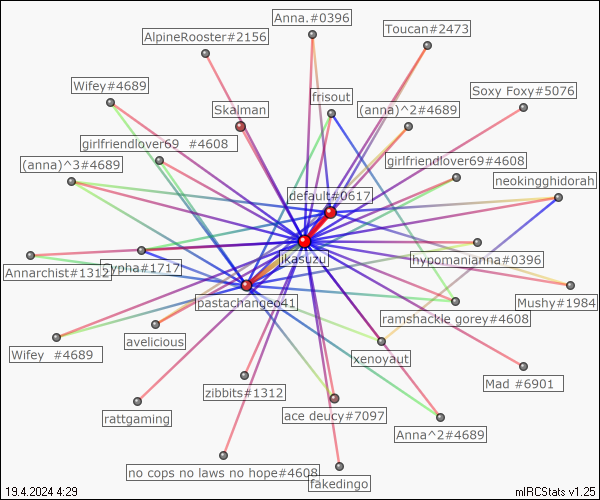 Anna.#0396
Toucan#2473
AlpineRooster#2156
Wifey#4689
Soxy Foxy#5076
frisout
Skalman
(anna)^2#4689
girlfriendlover69 #4608
(anna)^3#4689
girlfriendlover69#4608
neokingghidorah
default#0617
jkasuzu
hypomanianna#0396
Annarchist#1312
ypha#1717
pastachangeo41
Mushy#1984
ramshackle gorey#4608
avelicious
Wifey #4689
xenoyaut
Mad #6901
zibbits#1312
rattgaming
ace deucy#7097
Anna^2#4689
no cops no laws no hope#4608
fakedingo
19.4.2024 4:29
mIRCStats v1.25